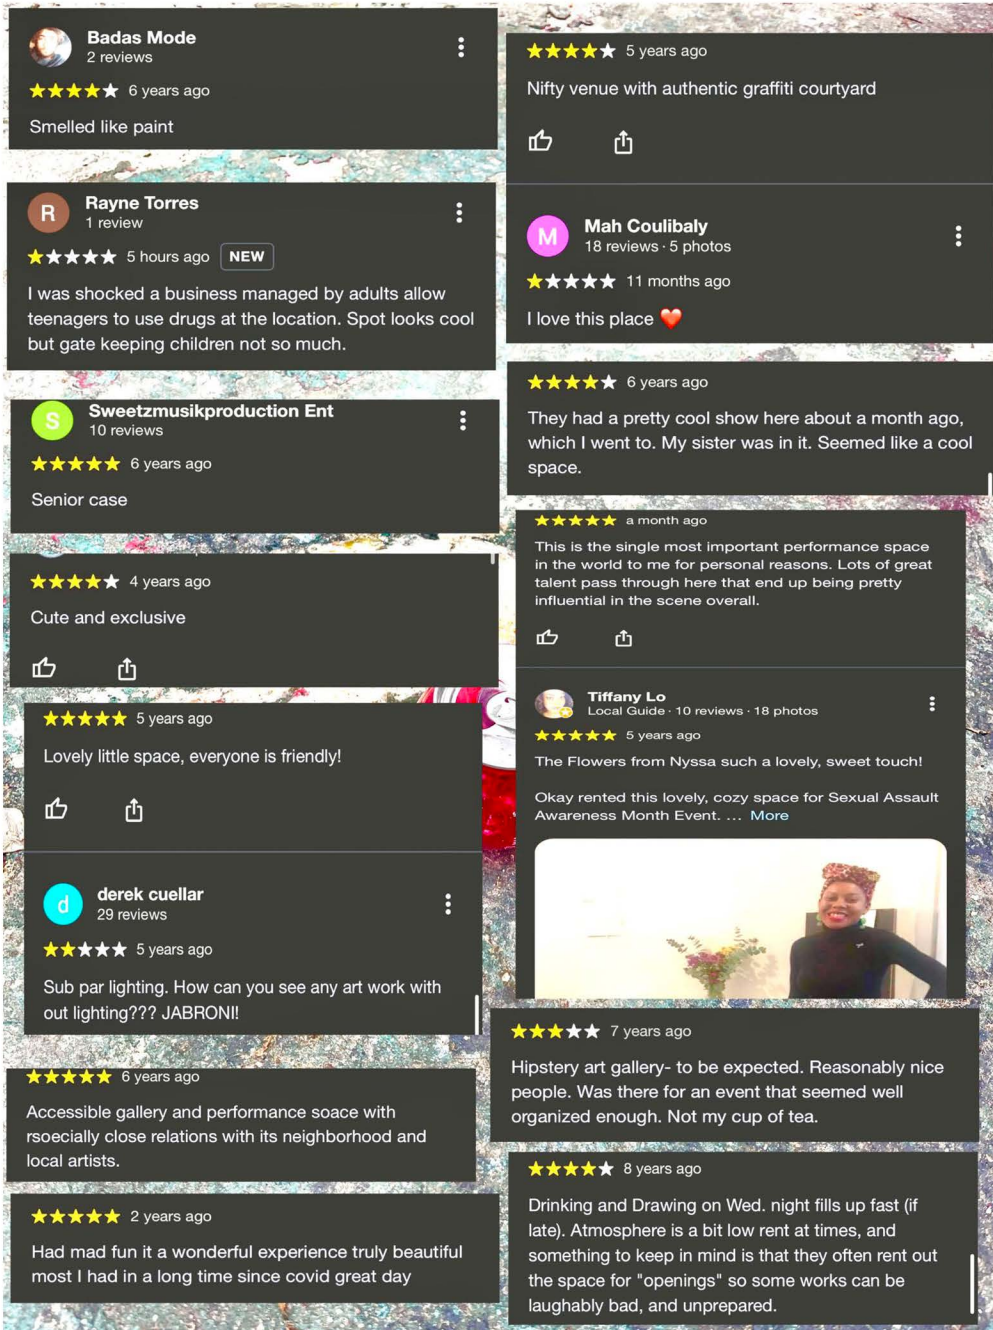 Badas Mode
2 reviews
6 years ago
Smelled like paint
R
Rayne Torres
1 review
5 hours ago NEW
I was shocked a business managed by adults allow
teenagers to use drugs at the location. Spot looks cool
but gate keeping children not so much.
S
Sweetzmusikproduction Ent
10 reviews
6 years ago
Senior case
4 years ago
Cute and exclusive
5 years ago
Lovely little space, everyone is friendly!
d
derek cuellar
29 reviews
5 years ago
Sub par lighting. How can you see any art work with
out lighting??? JABRONI!
6 years ago
Accessible gallery and performance soace with
rsoecially close relations with its neighborhood and
local artists.
2 years ago
Had mad fun it a wonderful experience truly beautiful
most I had in a long time since covid great day
5 years ago
Nifty venue with authentic graffiti courtyard
M
Mah Coulibaly
18 reviews · 5 photos
11 months ago
I love this place ❤️
6 years ago
They had a pretty cool show here about a month ago,
which I went to. My sister was in it. Seemed like a cool
space.
a month ago
This is the single most important performance space
in the world to me for personal reasons. Lots of great
talent pass through here that end up being pretty
influential in the scene overall.
Tiffany Lo
Local Guide · 10 reviews · 18 photos
5 years ago
The Flowers from Nyssa such a lovely, sweet touch!
Okay rented this lovely, cozy space for Sexual Assault
Awareness Month Event. ... More
7 years ago
Hipstery art gallery- to be expected. Reasonably nice
people. Was there for an event that seemed well
organized enough. Not my cup of tea.
8 years ago
Drinking and Drawing on Wed. night fills up fast (if
late). Atmosphere is a bit low rent at times, and
something to keep in mind is that they often rent out
the space for "openings" so some works can be
laughably bad, and unprepared.